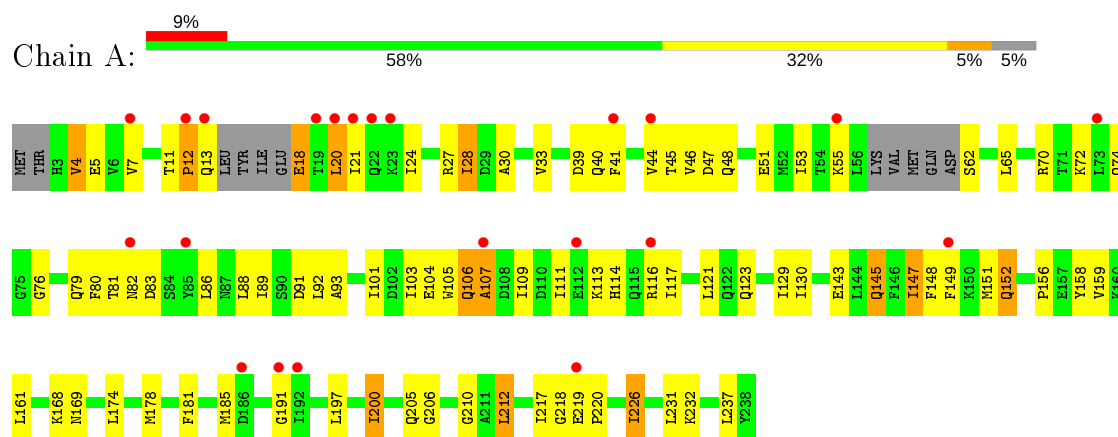 9%
Chain A:
58% 32% 5% 5%
MET THR H3 V4 E5 V6 V7 T11 P12 Q13 LEU TYR ILE GLU E18 T19 L20 I21 Q22 K23 I24 R27 I28 D29 A30 V33 D39 Q40 F41 V44 T45 V46 D47 Q48 E51 M52 I53 T54 K55 L56 LYS VAL MET GLN ASP S62 L65 R70 T71 K72 L73 Q74
G75 G76 Q79 F80 T81 N82 D83 S84 Y85 L86 N87 L88 I89 S90 D91 L92 A93 I101 D102 I103 E104 W105 Q106 A107 D108 I109 D110 I111 E112 K113 H114 Q115 R116 I117 L121 Q122 Q123 I129 I130 E143 L144 Q145 F146 I147 F148 F149 K150 M151 Q152 P156 E157 Y158 V159 K160
L161 K168 N169 L174 M178 F181 M185 D186 G191 I192 L197 I200 Q205 G206 G210 A211 L212 I217 G218 E219 P220 I226 L231 K232 L237 Y238